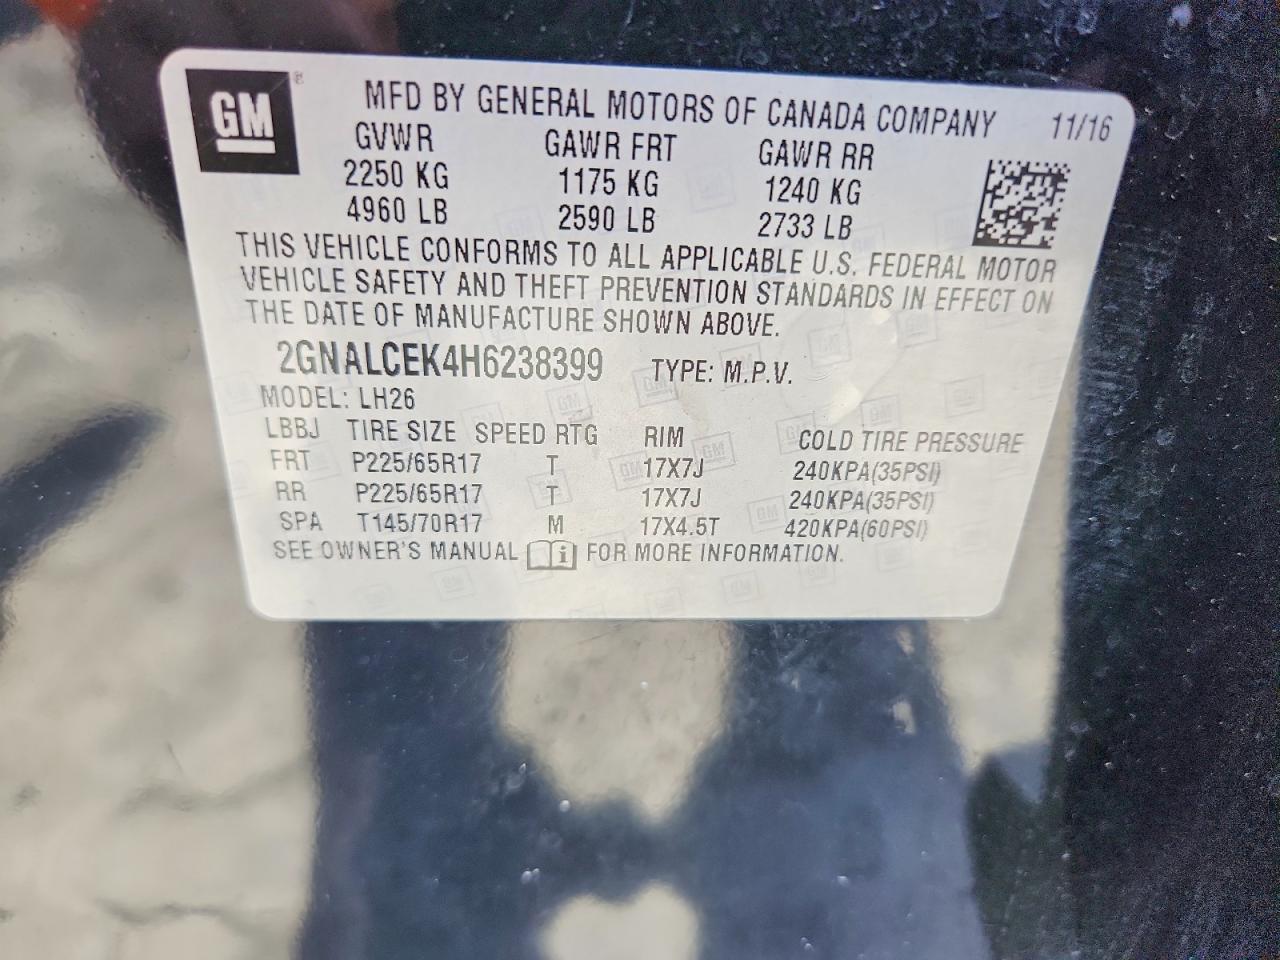 GM ® MFD BY GENERAL MOTORS OF CANADA COMPANY 11/16
GVWR GAWR FRT GAWR RR
2250 KG 1175 KG 1240 KG
4960 LB 2590 LB 2733 LB
THIS VEHICLE CONFORMS TO ALL APPLICABLE U.S. FEDERAL MOTOR
VEHICLE SAFETY AND THEFT PREVENTION STANDARDS IN EFFECT ON
THE DATE OF MANUFACTURE SHOWN ABOVE.
2GNALCEK4H6238399 TYPE: M.P.V.
MODEL: LH26
LBBJ TIRE SIZE SPEED RTG RIM COLD TIRE PRESSURE
FRT P225/65R17 T 17X7J 240KPA(35PSI)
RR P225/65R17 T 17X7J 240KPA(35PSI)
SPA T145/70R17 M 17X4.5T 420KPA(60PSI)
SEE OWNER'S MANUAL i FOR MORE INFORMATION.